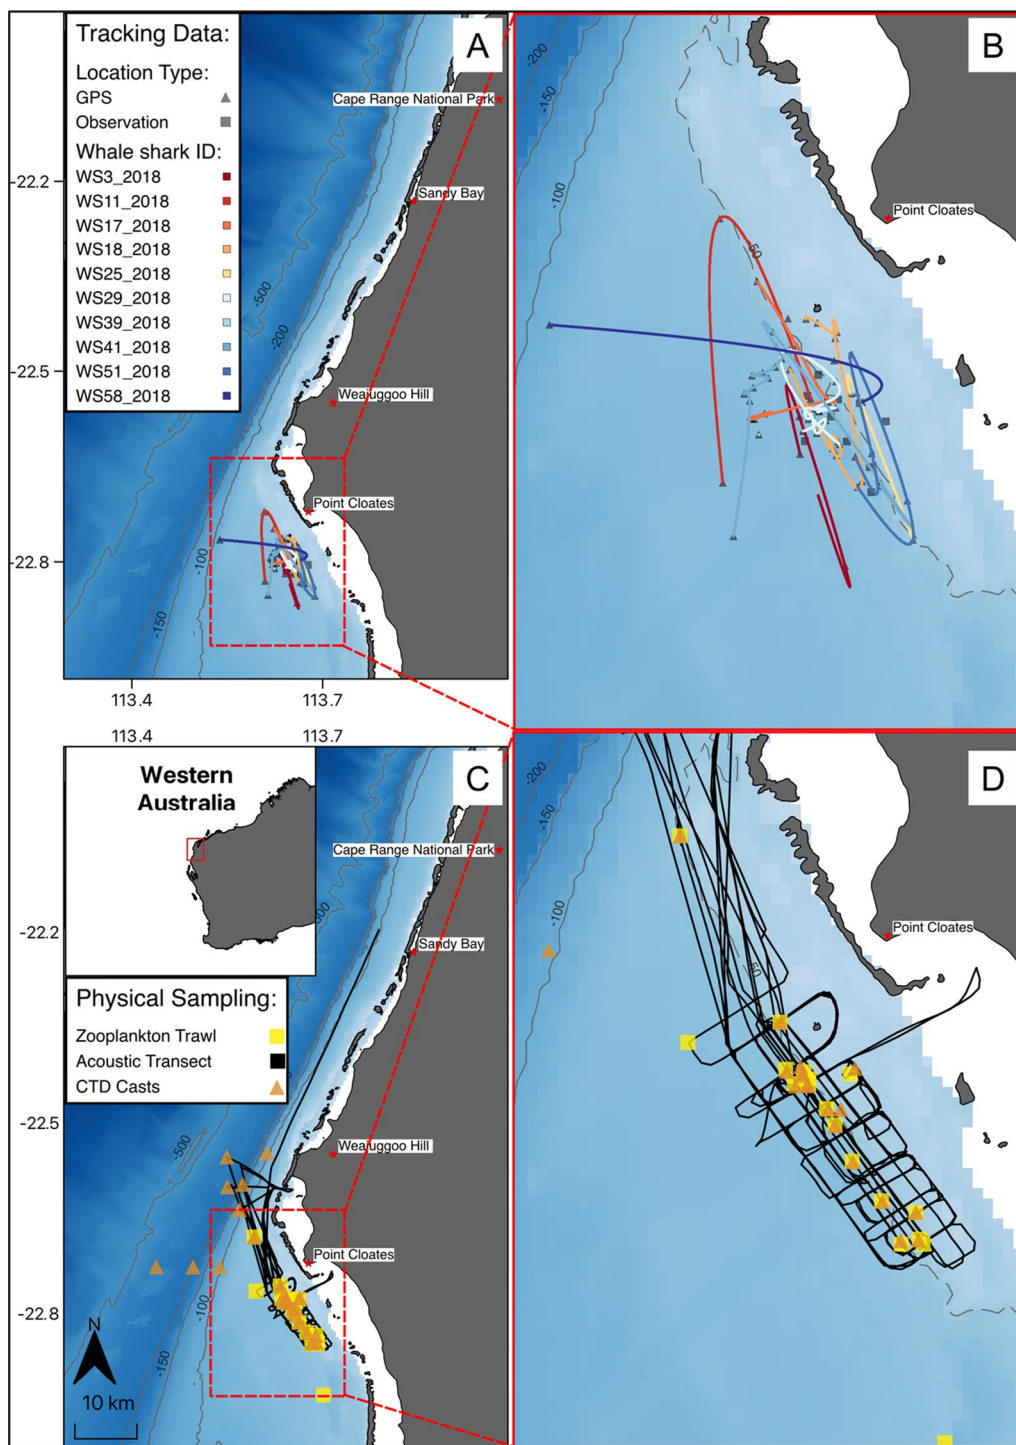 Tracking Data:
Location Type:
GPS
Observation
Whale shark ID:
WS3_2018
WS11_2018
WS17_2018
WS18_2018
WS25_2018
WS29_2018
WS39_2018
WS41_2018
WS51_2018
WS58_2018
A
Cape Range National Park
Sandy Bay
Weajuggoo Hill
Point Cloates
-500
-200
-100
-150
-22.2
-22.5
-22.8
113.4
113.7
B
-200
-150
-100
50
Point Cloates
113.4
113.7
Western
Australia
C
Cape Range National Park
Sandy Bay
Weajuggoo Hill
Point Cloates
Physical Sampling:
Zooplankton Trawl
Acoustic Transect
CTD Casts
-500
-100
-150
-22.2
-22.5
-22.8
N
10 km
D
-200
-150
-100
50
Point Cloates